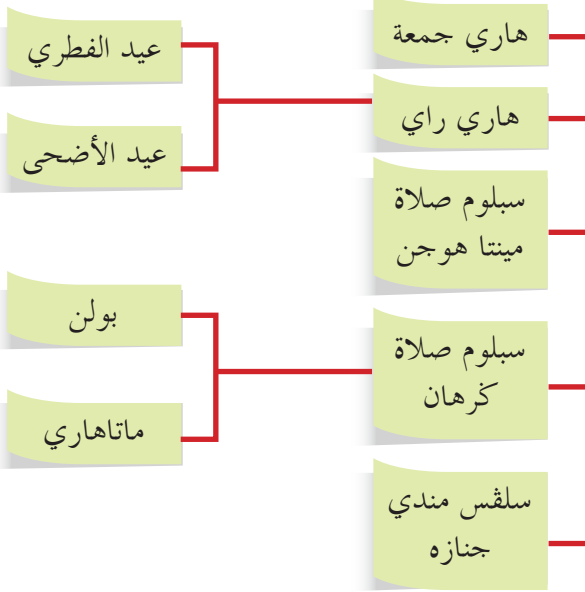 هاري جمعة
هاري راي
عيد الفطري
عيد الأضحى
سبلوم صلاة
مينتا هوجن
سبلوم صلاة
كرهان
بولن
ماتاهاري
سلڤس مندي
جنازه